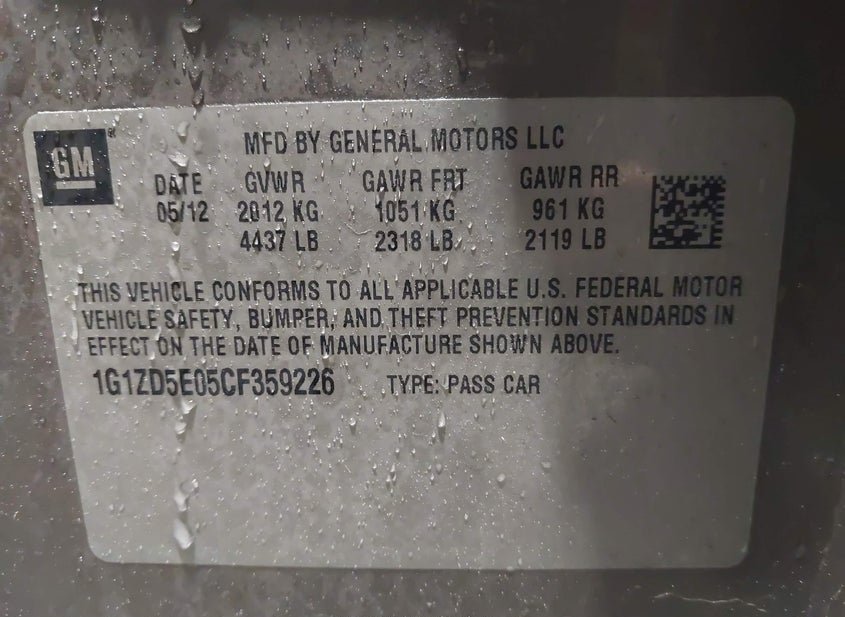 GM
MFD BY GENERAL MOTORS LLC
DATE GVWR GAWR FRT GAWR RR
05/12 2012 KG 1051 KG 961 KG
4437 LB 2318 LB 2119 LB
THIS VEHICLE CONFORMS TO ALL APPLICABLE U.S. FEDERAL MOTOR
VEHICLE SAFETY, BUMPER, AND THEFT PREVENTION STANDARDS IN
EFFECT ON THE DATE OF MANUFACTURE SHOWN ABOVE.
1G1ZD5E05CF359226 TYPE: PASS CAR